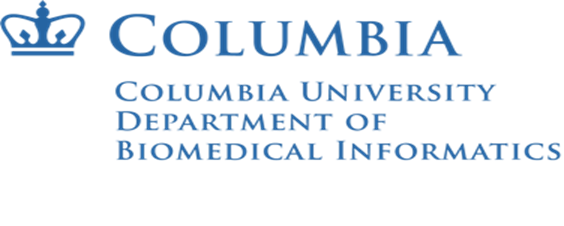 COLUMBIA
COLUMBIA UNIVERSITY
DEPARTMENT OF
BIOMEDICAL INFORMATICS